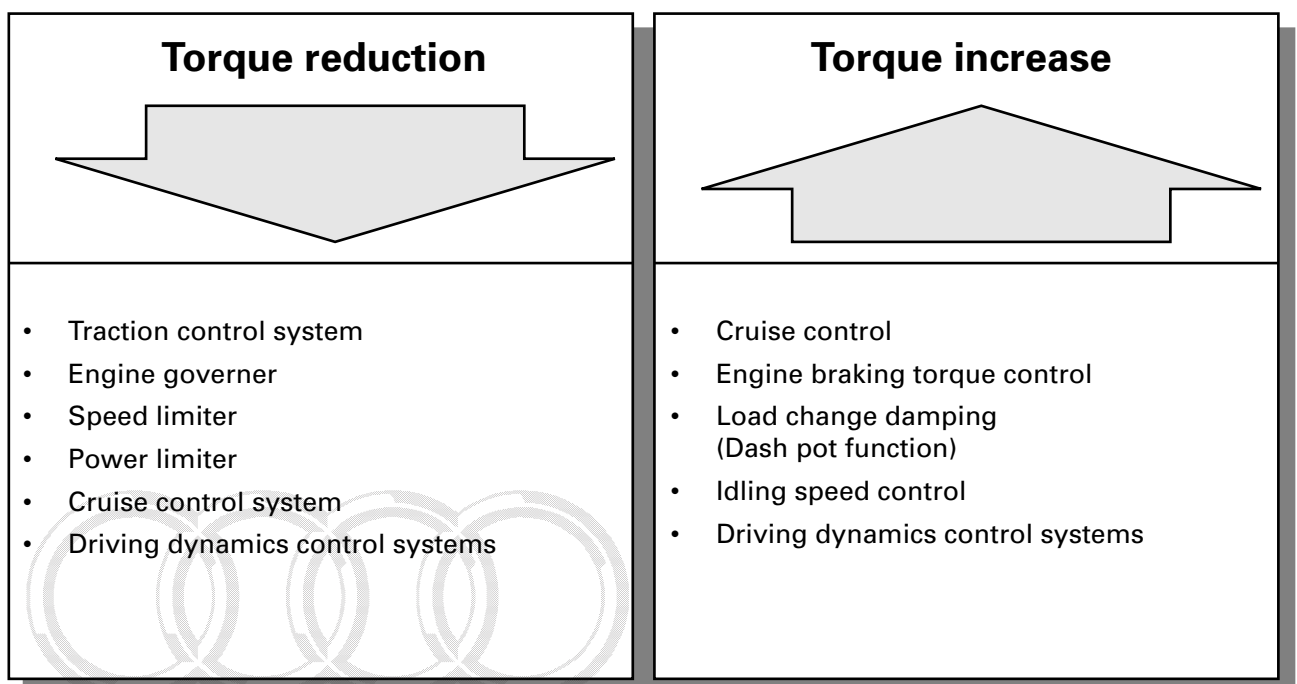 Torque reduction
• Traction control system
• Engine governer
• Speed limiter
• Power limiter
• Cruise control system
• Driving dynamics control systems
Torque increase
• Cruise control
• Engine braking torque control
• Load change damping
(Dash pot function)
• Idling speed control
• Driving dynamics control systems